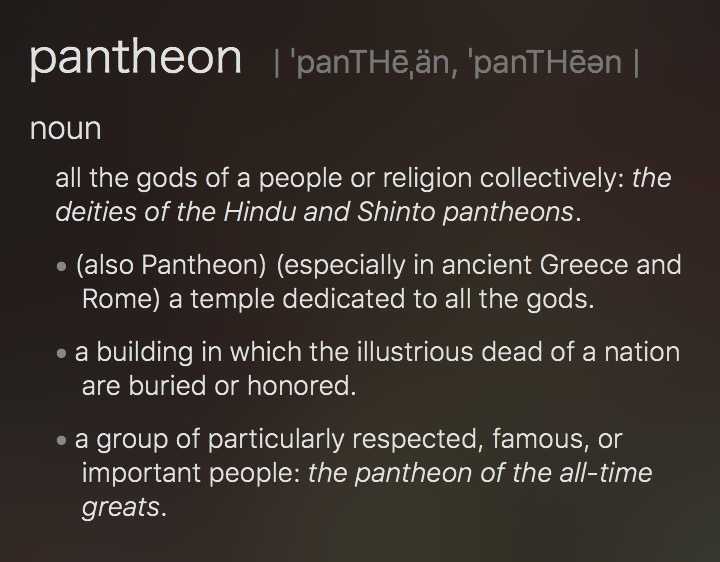 pantheon | ˈpanTHēˌän, ˈpanTHēən |
noun
all the gods of a people or religion collectively: the
deities of the Hindu and Shinto pantheons.
• (also Pantheon) (especially in ancient Greece and
Rome) a temple dedicated to all the gods.
• a building in which the illustrious dead of a nation
are buried or honored.
• a group of particularly respected, famous, or
important people: the pantheon of the all-time
greats.